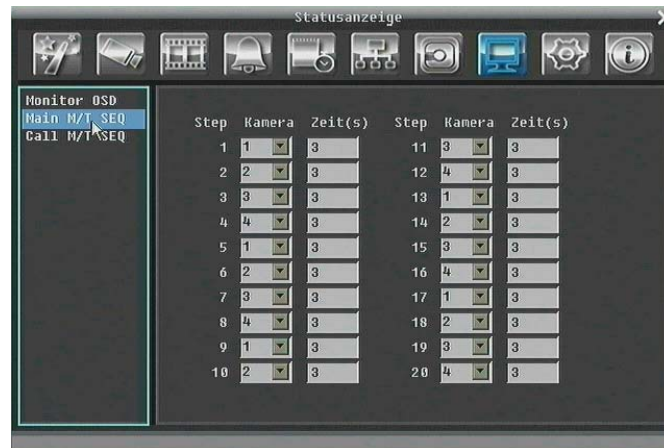 Statusanzeige
Monitor OSD
Main M/T SEQ
Call M/T SEQ
Step Kamera Zeit(s) Step Kamera Zeit(s)
1 1 3 11 3 3
2 2 3 12 4 3
3 3 3 13 1 3
4 4 3 14 2 3
5 1 3 15 3 3
6 2 3 16 4 3
7 3 3 17 1 3
8 4 3 18 2 3
9 1 3 19 3 3
10 2 3 20 4 3